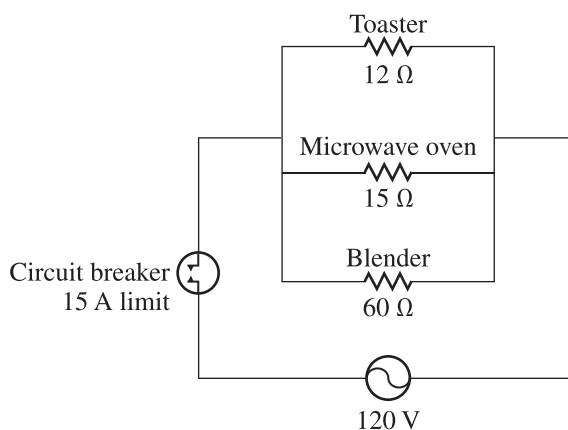 Toaster
12 Ω
Microwave oven
15 Ω
Blender
60 Ω
Circuit breaker
15 A limit
120 V